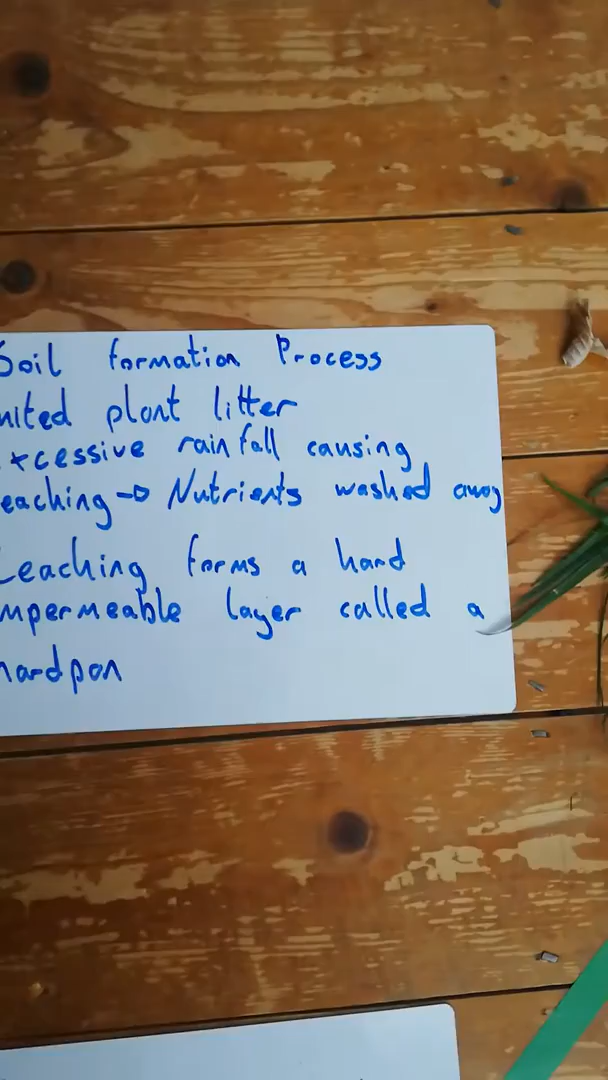 Soil formation Process
mited plant litter
xcessive rainfall causing
eaching → Nutrients washed away
Leaching forms a hard
mpermeable layer called a
hardpan